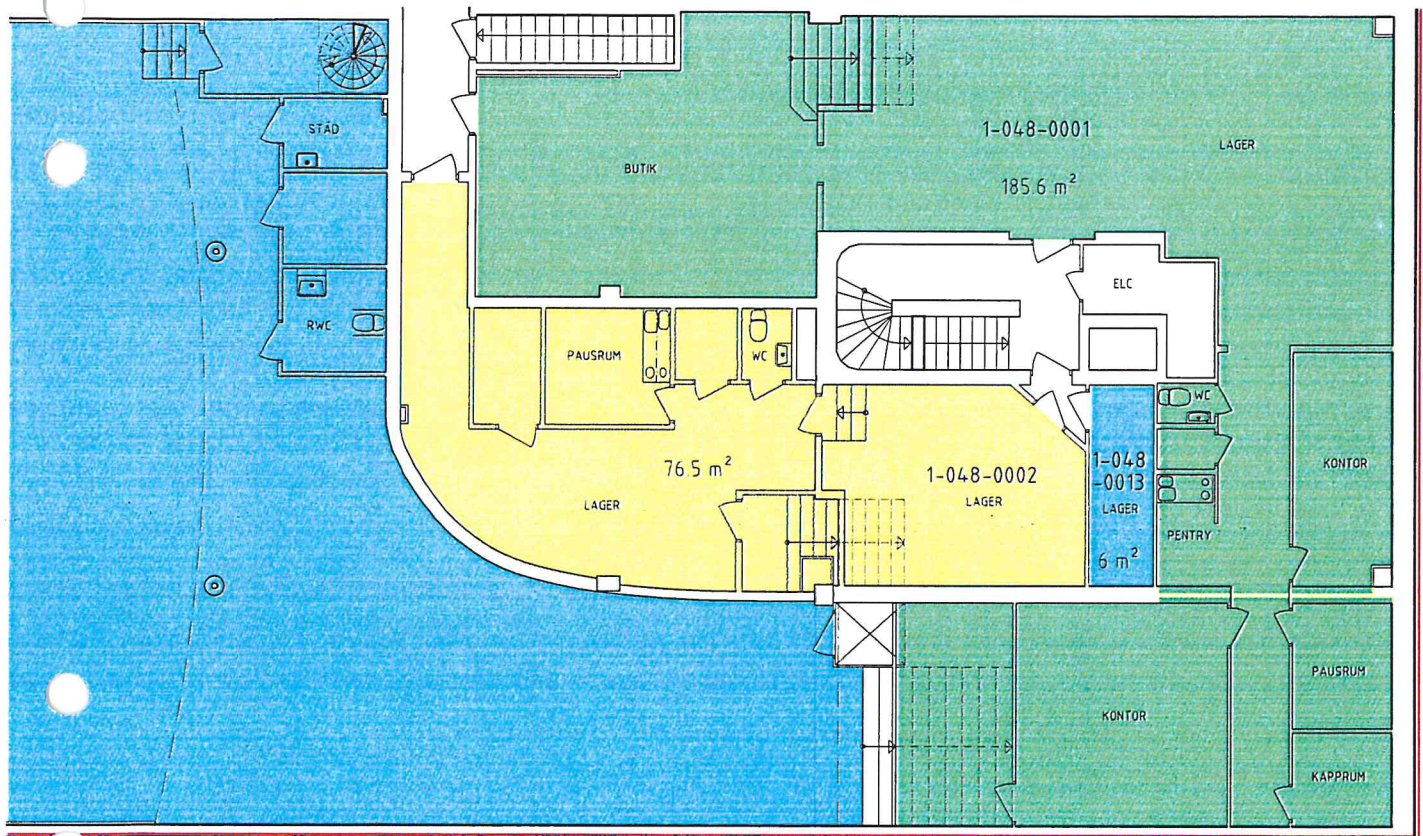 STÄD
RWC
BUTIK
1-048-0001
LAGER
185.6 m²
ELC
PAUSRUM
WC
76.5 m²
LAGER
1-048-0002
LAGER
1-048
-0013
LAGER
6 m²
WC
PENTRY
KONTOR
KONTOR
PAUSRUM
KAPPRUM